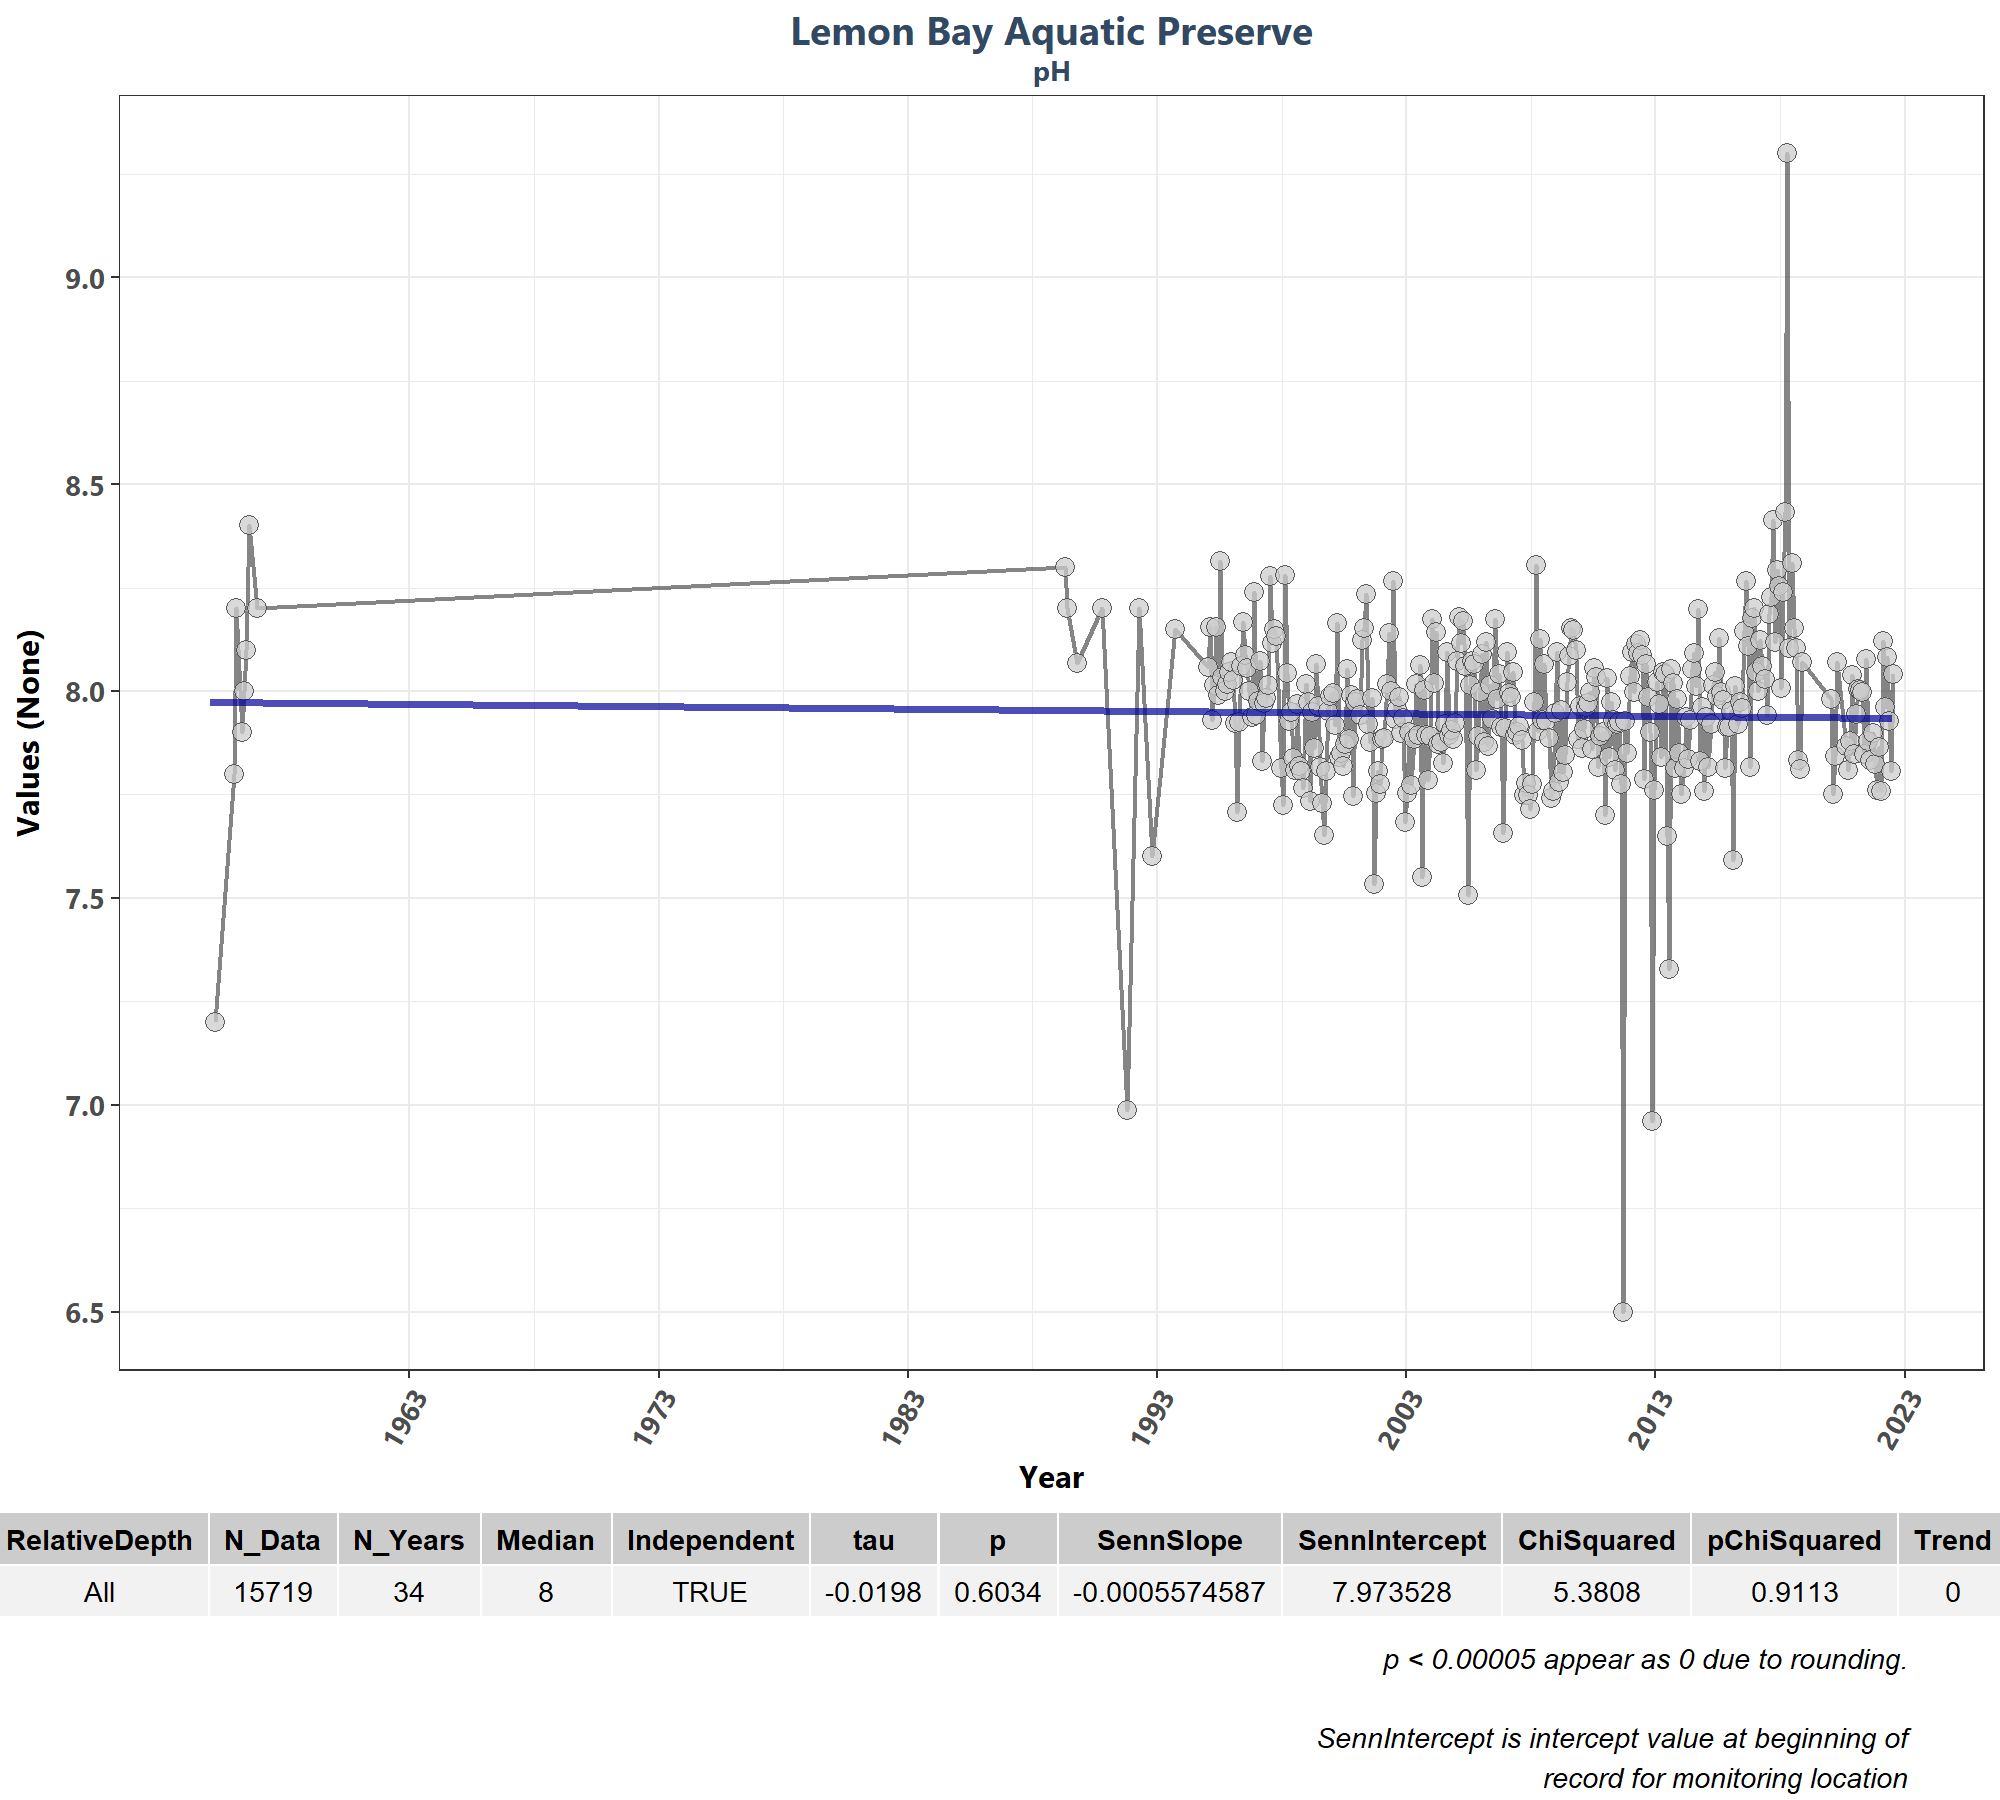 Lemon Bay Aquatic Preserve
pH
Values (None)
9.0
8.5
8.0
7.5
7.0
6.5
1963 1973 1983 1993 2003 2013 2023
Year
RelativeDepth N_Data N_Years Median Independent tau p SennSlope SennIntercept ChiSquared pChiSquared Trend
All 15719 34 8 TRUE -0.0198 0.6034 -0.0005574587 7.973528 5.3808 0.9113 0
p < 0.00005 appear as 0 due to rounding.
SennIntercept is intercept value at beginning of
record for monitoring location